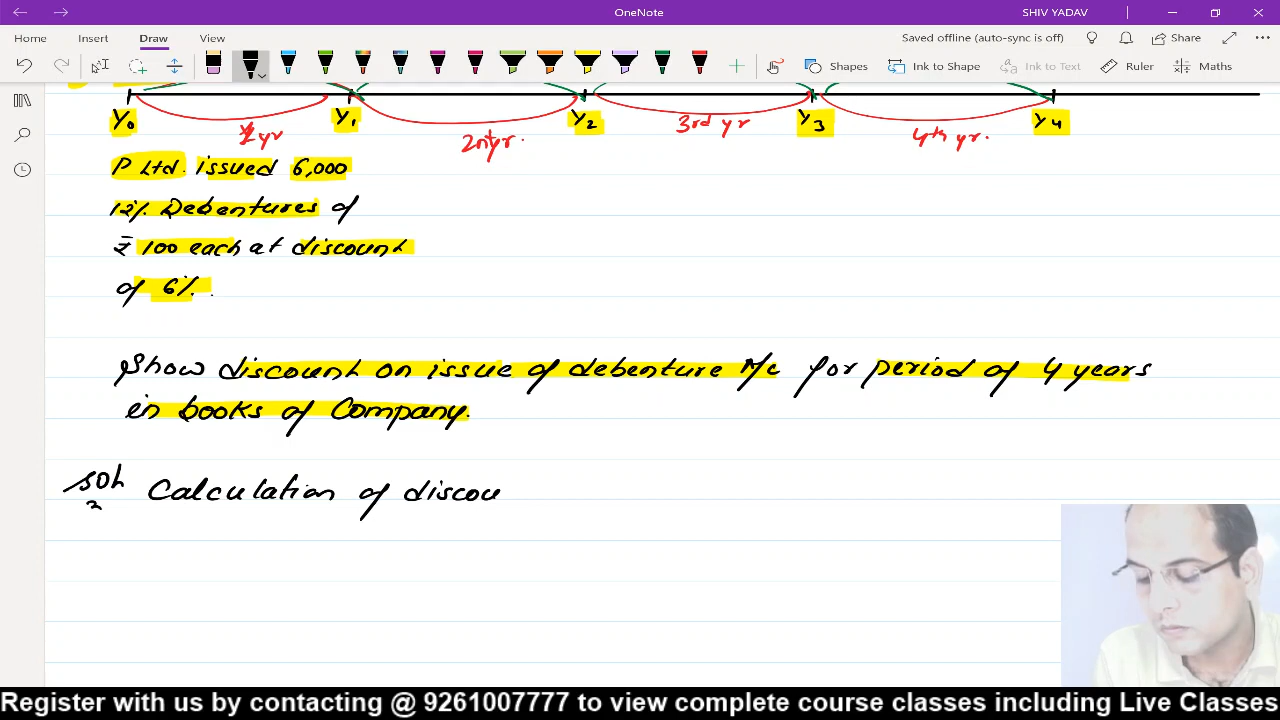 OneNote
SHIV YADAV
Home Insert Draw View
Saved offline (auto-sync is off)
Share
Shapes
Ink to Shape
Ink to Text
Ruler
Maths
Y0 Y1 Y2 Y3 Y4
1 yr 2nd yr. 3rd yr 4th yr.
P Ltd. issued 6,000
12% Debentures of
₹ 100 each at discount
of 6%.
Show discount on issue of debenture A/c for period of 4 years
in books of Company.
Soln Calculation of discou
Register with us by contacting @ 9261007777 to view complete course classes including Live Classes